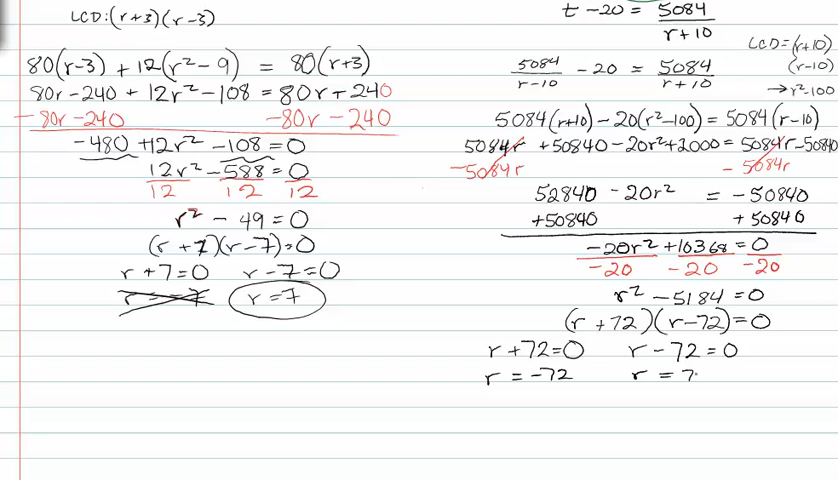 LCD:(r+3)(r-3)
80(r-3) + 12(r² - 9) = 80(r+3)
80r - 240 + 12r² - 108 = 80r + 240
-80r - 240 -80r - 240
-480 + 12r² - 108 = 0
12r² - 588 = 0
12 12 12
r² - 49 = 0
(r + 7)(r - 7) = 0
r + 7 = 0 r - 7 = 0
r = -7 r = 7
t - 20 = 5084/r+10
LCD = (r+10)
(r-10)
→ r²-100
5084/r-10 - 20 = 5084/r+10
5084(r+10) - 20(r²-100) = 5084(r-10)
5084r + 50840 - 20r² + 2000 = 5084r - 50840
-5084r - 5084r
52840 - 20r² = -50840
+50840 + 50840
-20r² + 10368 = 0
-20 -20 -20
r² - 5184 = 0
(r + 72)(r - 72) = 0
r + 72 = 0 r - 72 = 0
r = -72 r = 7